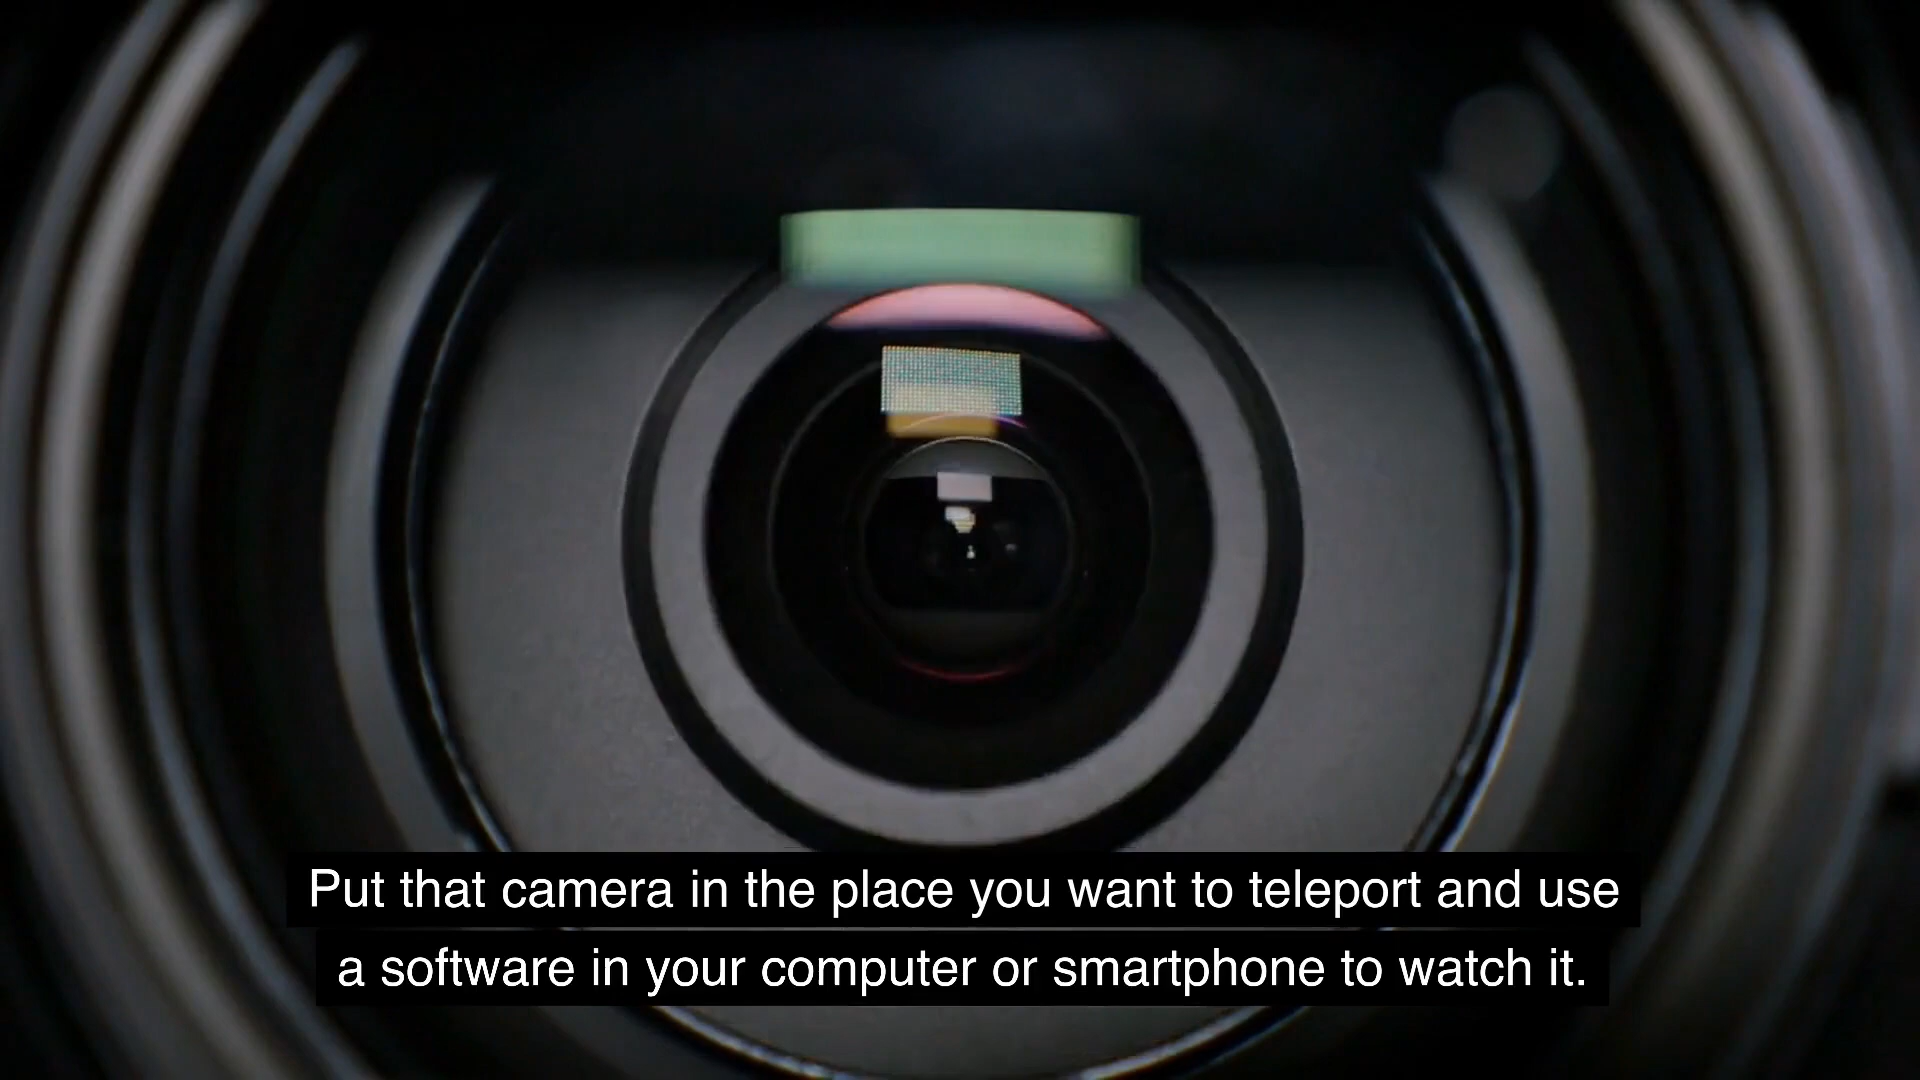 Put that camera in the place you want to teleport and use
a software in your computer or smartphone to watch it.